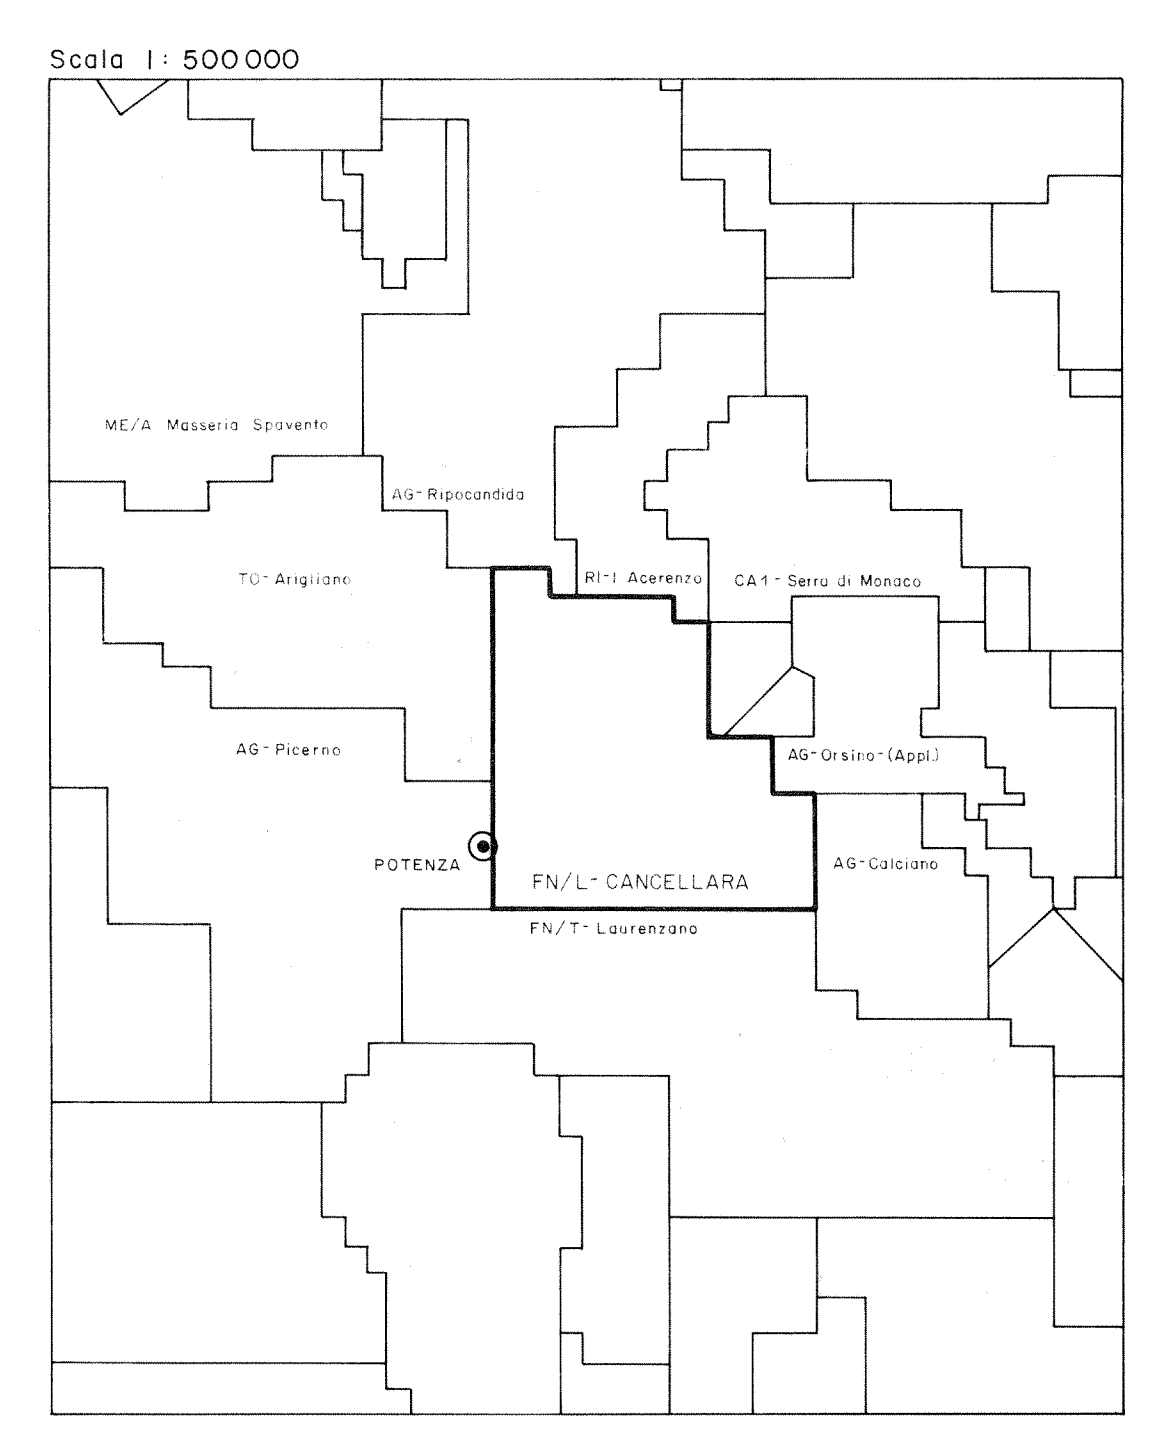 Scala 1: 500 000
ME/A Masseria Spavento
AG-Ripocandida
TO-Arigliano
RI-1 Acerenzo
CA1-Serra di Monaco
AG-Picerno
AG-Orsino-(Appl.)
POTENZA
AG-Calciano
FN/L-CANCELLARA
FN/T-Laurenzano